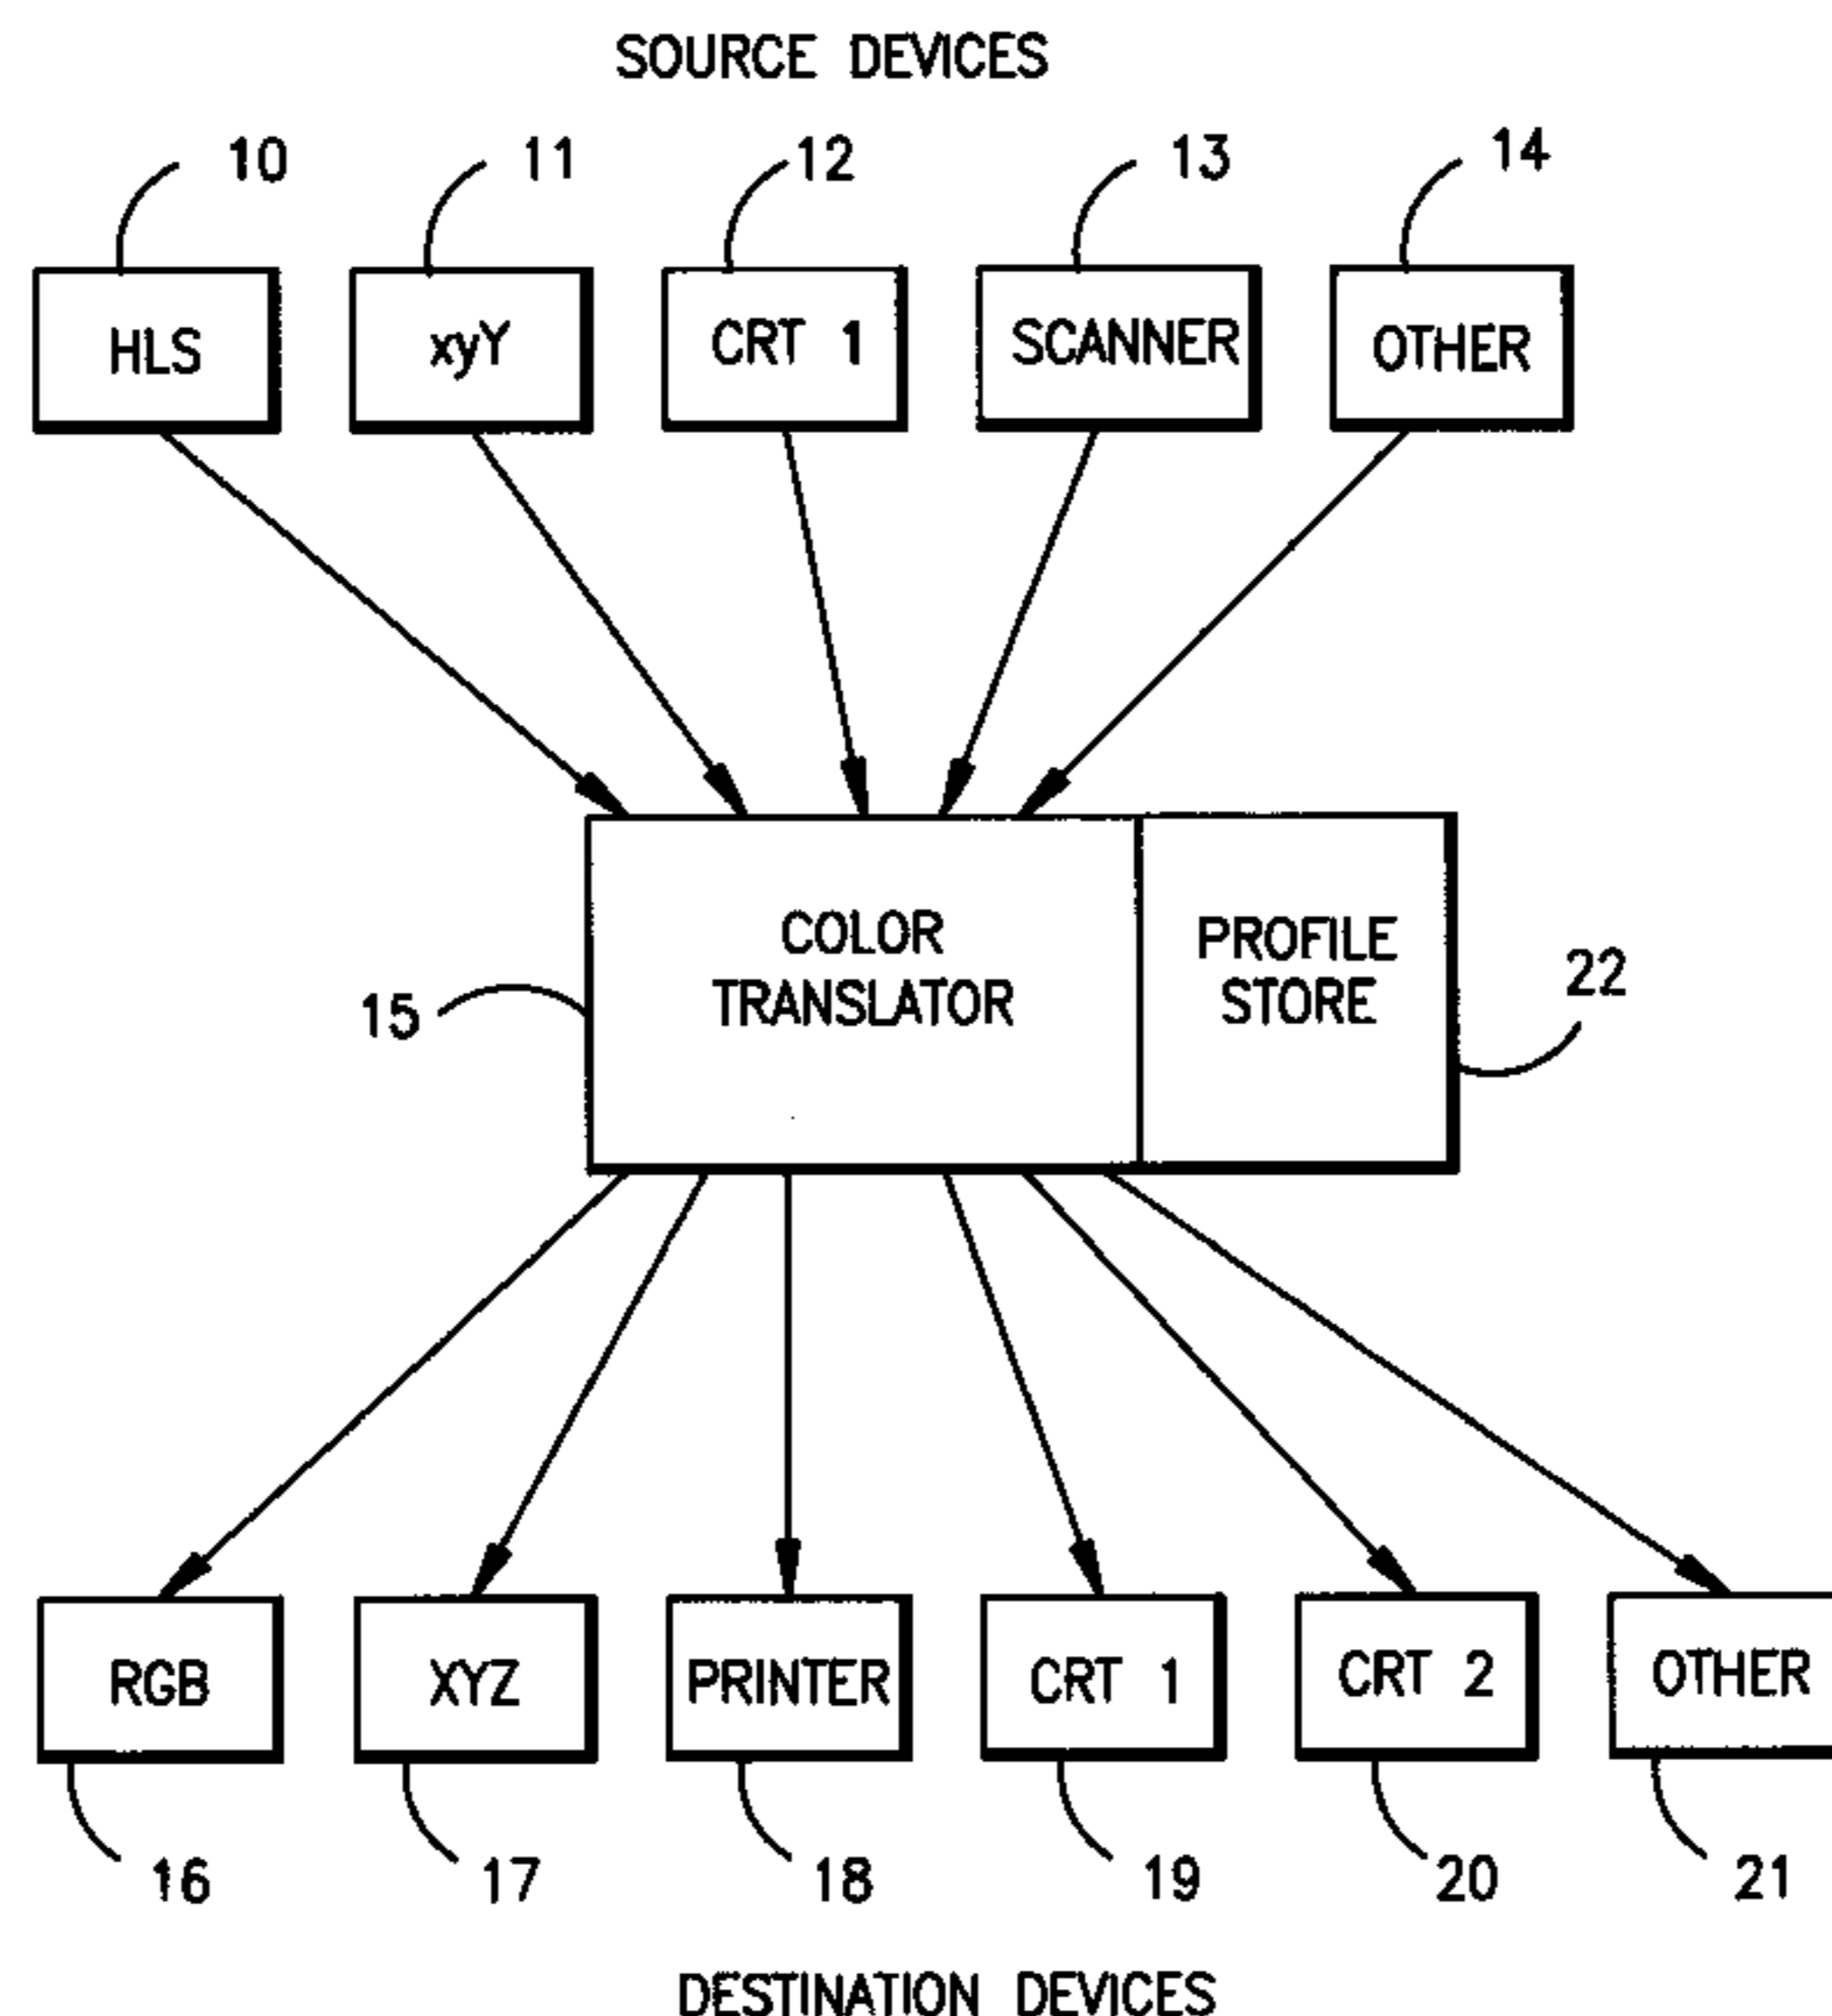 SOURCE DEVICES
10 11 12 13 14
HLS xyY CRT 1 SCANNER OTHER
COLOR TRANSLATOR
PROFILE STORE
15
22
RGB XYZ PRINTER CRT 1 CRT 2 OTHER
16 17 18 19 20 21
DESTINATION DEVICES